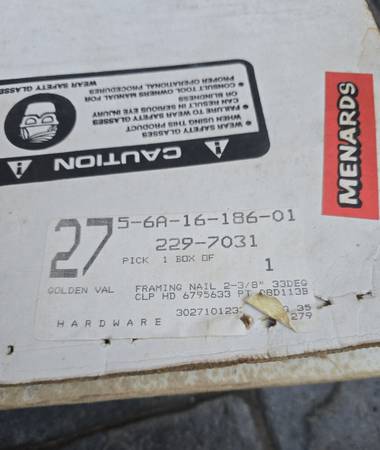 WEAR SAFETY GLASSES
WHEN USING THIS PRODUCT
• FAILURE TO WEAR SAFETY GLASSES
CAN RESULT IN SERIOUS EYE INJURY
OR BLINDNESS
• CONSULT TOOL OWNERS MANUAL FOR
PROPER OPERATIONAL PROCEDURES
WEAR SAFETY GLASSES
CAUTION
MENARDS
27
5-6A-16-186-01
229-7031
PICK 1 BOX OF 1
GOLDEN VAL
FRAMING NAIL 2-3/8" 33DEG
CLP HD 6795633
HARDWARE
279